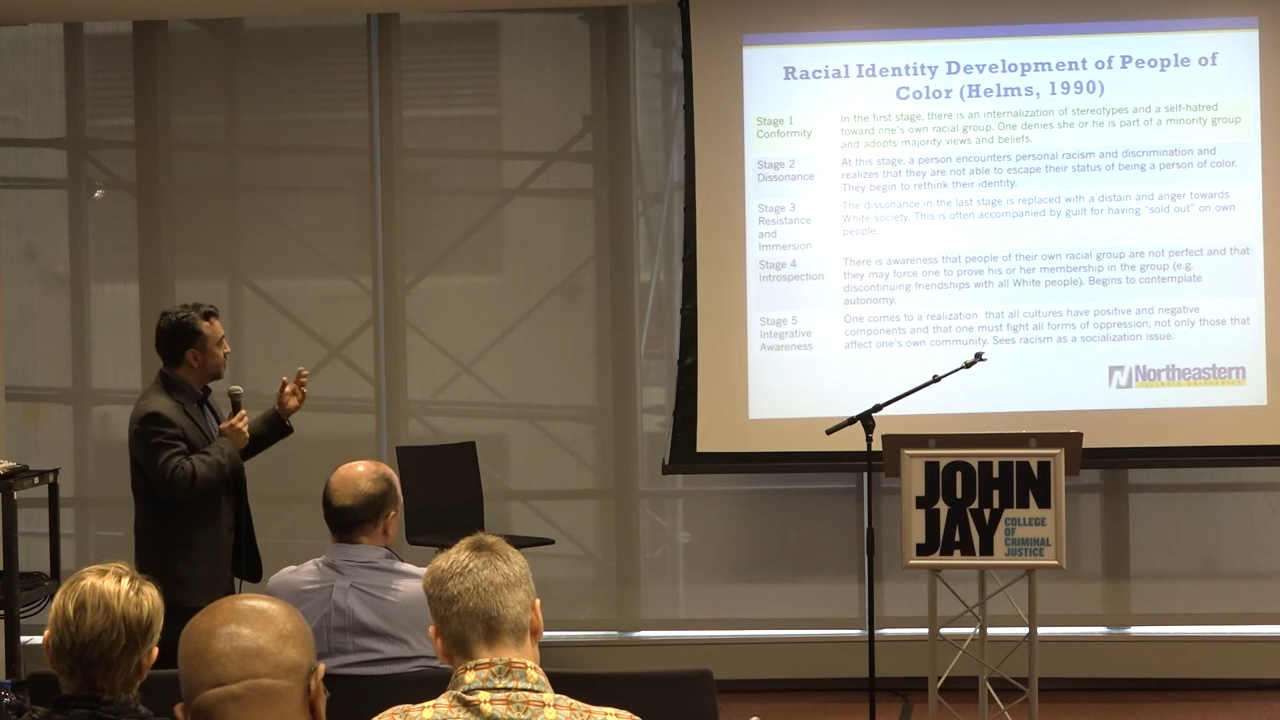 Racial Identity Development of People of
Color (Helms, 1990)
Stage 1
Conformity
In the first stage, there is an internalization of stereotypes and a self-hatred
toward one's own racial group. One denies she or he is part of a minority group
and adopts majority views and beliefs.
Stage 2
Dissonance
At this stage, a person encounters personal racism and discrimination and
realizes that they are not able to escape their status of being a person of color.
They begin to rethink their identity.
Stage 3
Resistance
and
Immersion
The dissonance in the last stage is replaced with a distain and anger towards
White society. This is often accompanied by guilt for having "sold out" on own
people.
Stage 4
Introspection
There is awareness that people of their own racial group are not perfect and that
they may force one to prove his or her membership in the group (e.g.
discontinuing friendships with all White people). Begins to contemplate
autonomy.
Stage 5
Integrative
Awareness
One comes to a realization that all cultures have positive and negative
components and that one must fight all forms of oppression, not only those that
affect one's own community. Sees racism as a socialization issue.
Northeastern
ILLINOIS UNIVERSITY
JOHN
JAY
COLLEGE
OF
CRIMINAL
JUSTICE